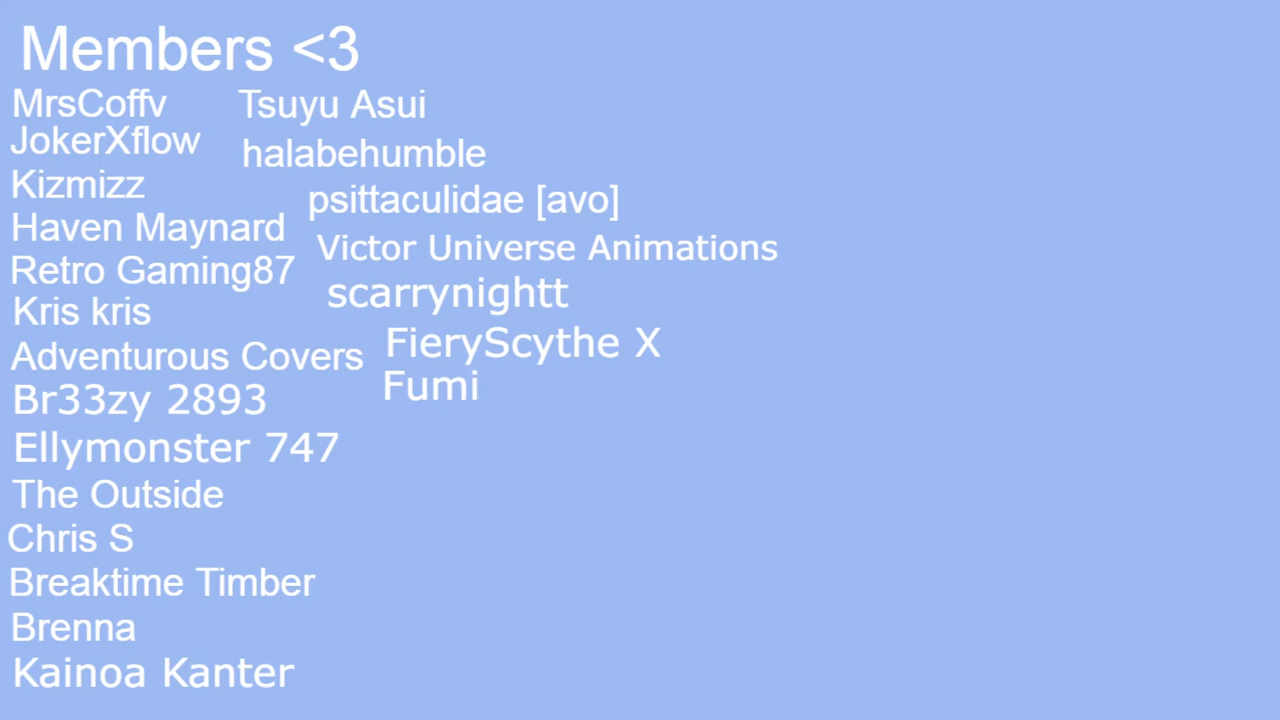 Members <3
MrsCoffv
JokerXflow
Kizmizz
Haven Maynard
Retro Gaming87
Kris kris
Adventurous Covers
Br33zy 2893
Ellymonster 747
The Outside
Chris S
Breaktime Timber
Brenna
Kainoa Kanter
Tsuyu Asui
halabehumble
psittaculidae [avo]
Victor Universe Animations
scarrynightt
FieryScythe X
Fumi